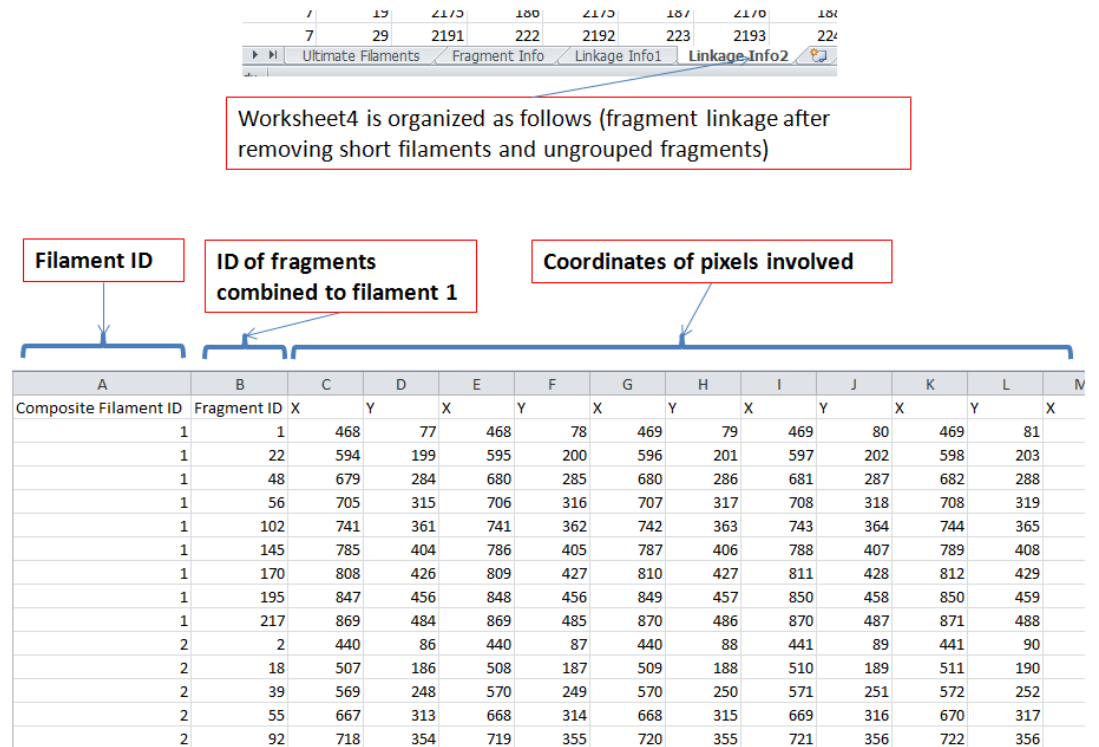 7 19 2175 186 2175 187 2176
7 29 2191 222 2192 223 2193
Ultimate Filaments Fragment Info Linkage Info1 Linkage Info2
Worksheet4 is organized as follows (fragment linkage after
removing short filaments and ungrouped fragments)
Filament ID
ID of fragments
combined to filament 1
Coordinates of pixels involved
A B C D E F G H I J K L M
Composite Filament ID Fragment ID X Y X Y X Y X Y X Y X
1 1 468 77 468 78 469 79 469 80 469 81
1 22 594 199 595 200 596 201 597 202 598 203
1 48 679 284 680 285 680 286 681 287 682 288
1 56 705 315 706 316 707 317 708 318 708 319
1 102 741 361 741 362 742 363 743 364 744 365
1 145 785 404 786 405 787 406 788 407 789 408
1 170 808 426 809 427 810 427 811 428 812 429
1 195 847 456 848 456 849 457 850 458 850 459
1 217 869 484 869 485 870 486 870 487 871 488
2 2 440 86 440 87 440 88 441 89 441 90
2 18 507 186 508 187 509 188 510 189 511 190
2 39 569 248 570 249 570 250 571 251 572 252
2 55 667 313 668 314 668 315 669 316 670 317
2 92 718 354 719 355 720 355 721 356 722 356